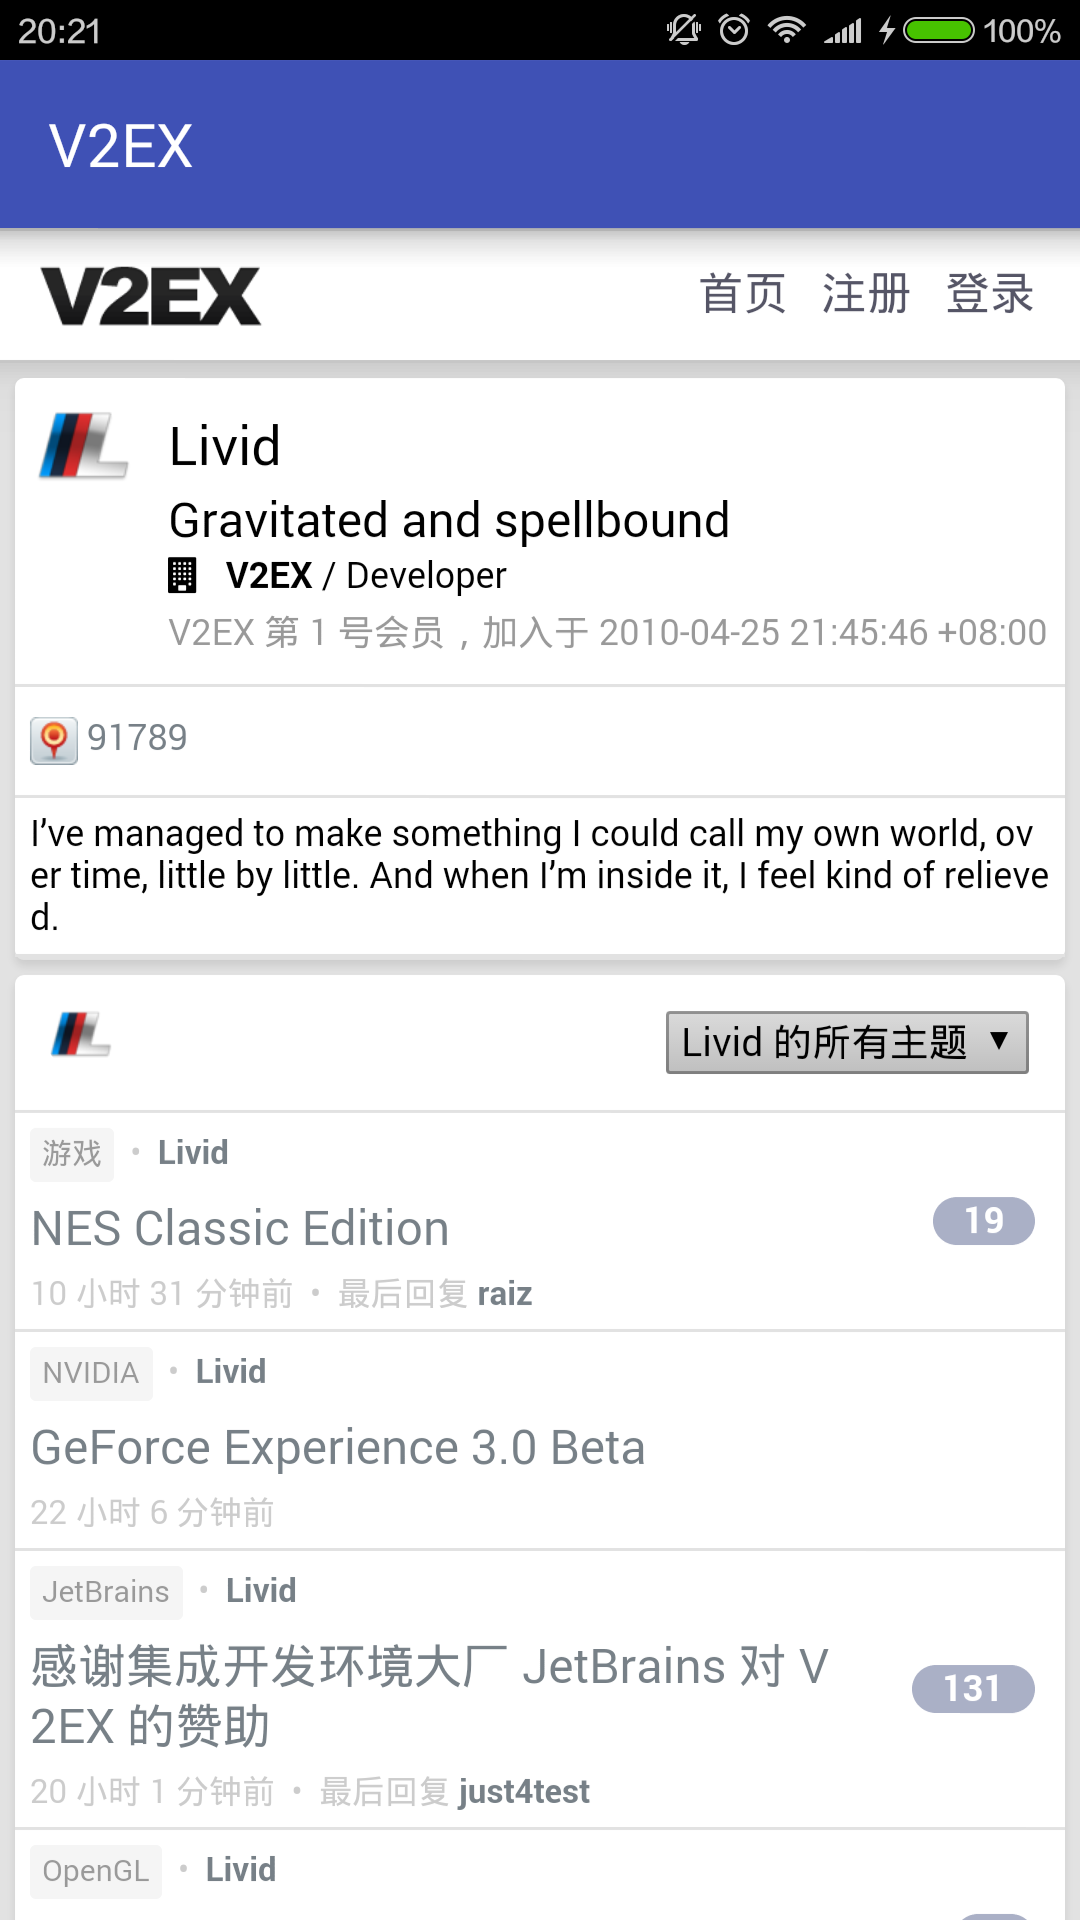 20:21 100%
V2EX
V2EX 首页 注册 登录
Livid
Gravitated and spellbound
V2EX / Developer
V2EX 第 1 号会员，加入于 2010-04-25 21:45:46 +08:00
91789
I’ve managed to make something I could call my own world, ov
er time, little by little. And when I’m inside it, I feel kind of relieve
d.
Livid 的所有主题 ▼
游戏 • Livid
NES Classic Edition 19
10 小时 31 分钟前 • 最后回复 raiz
NVIDIA • Livid
GeForce Experience 3.0 Beta
22 小时 6 分钟前
JetBrains • Livid
感谢集成开发环境大厂 JetBrains 对 V
2EX 的赞助 131
20 小时 1 分钟前 • 最后回复 just4test
OpenGL • Livid